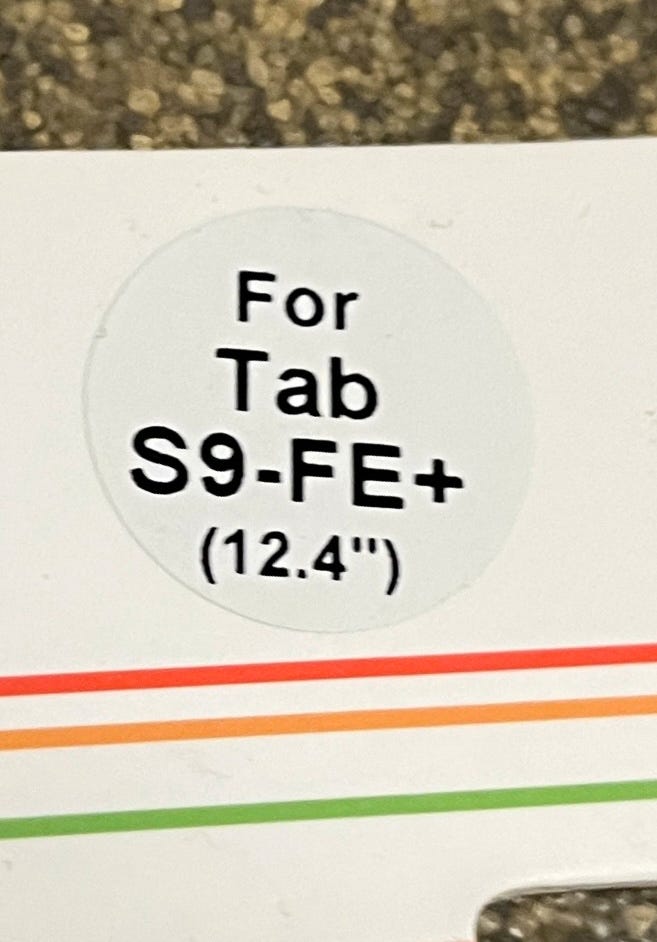 For
Tab
S9-FE+
(12.4")